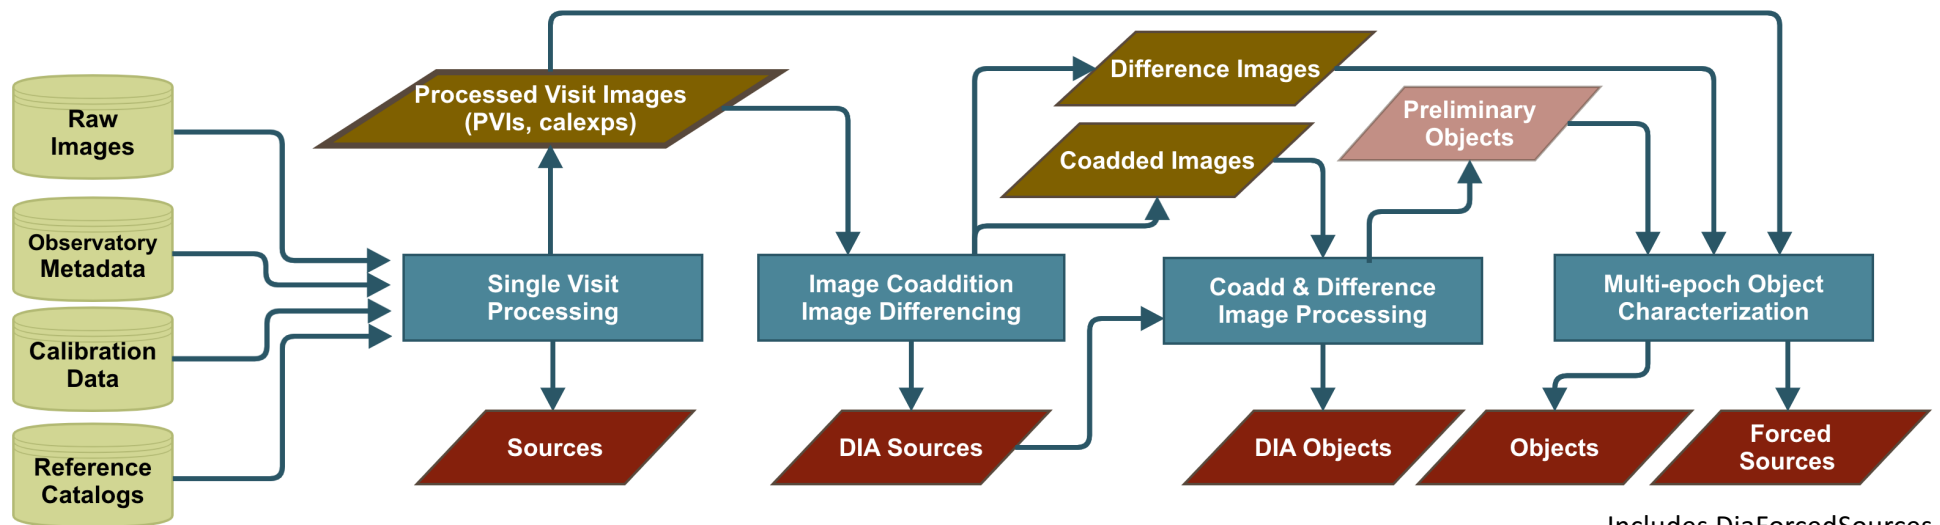 Raw
Images
Observatory
Metadata
Calibration
Data
Reference
Catalogs
Processed Visit Images
(PVIs, calexps)
Single Visit
Processing
Sources
Image Coaddition
Image Differencing
DIA Sources
Difference Images
Coadded Images
Coadd & Difference
Image Processing
DIA Objects
Preliminary
Objects
Multi-epoch Object
Characterization
Objects
Forced
Sources
Includes DiaForcedSources